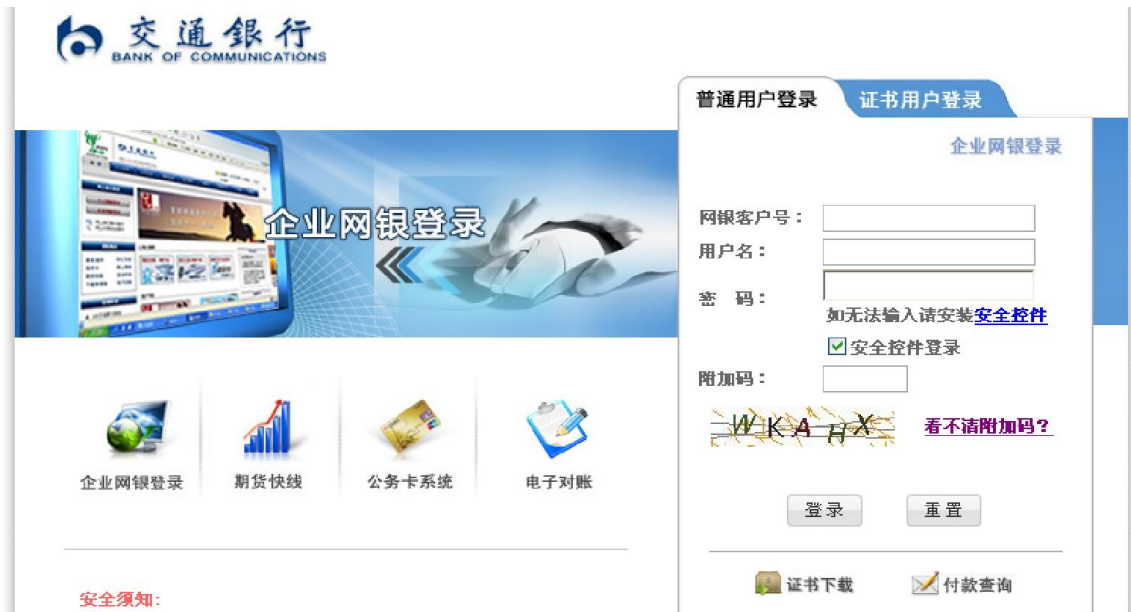 交通銀行
BANK OF COMMUNICATIONS
普通用户登录
证书用户登录
企业网银登录
企业网银登录
网银客户号：
用户名：
密 码：
如无法输入请安装安全控件
安全控件登录
附加码：
WKAHX
看不清附加码？
企业网银登录
期货快线
公务卡系统
电子对账
登录
重置
证书下载
付款查询
安全须知: